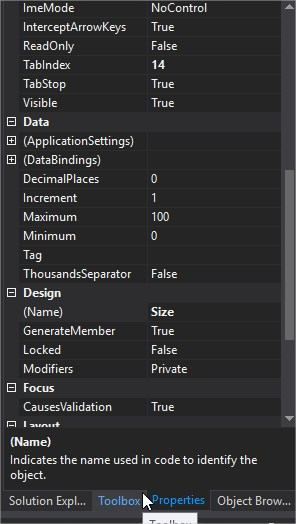 ImeMode NoControl
InterceptArrowKeys True
ReadOnly False
TabIndex 14
TabStop True
Visible True
Data
(ApplicationSettings)
(DataBindings)
DecimalPlaces 0
Increment 1
Maximum 100
Minimum 0
Tag
ThousandsSeparator False
Design
(Name) Size
GenerateMember True
Locked False
Modifiers Private
Focus
CausesValidation True
Layout
(Name)
Indicates the name used in code to identify the
object.
Solution Expl... Toolbox Properties Object Brow...
Toolbox